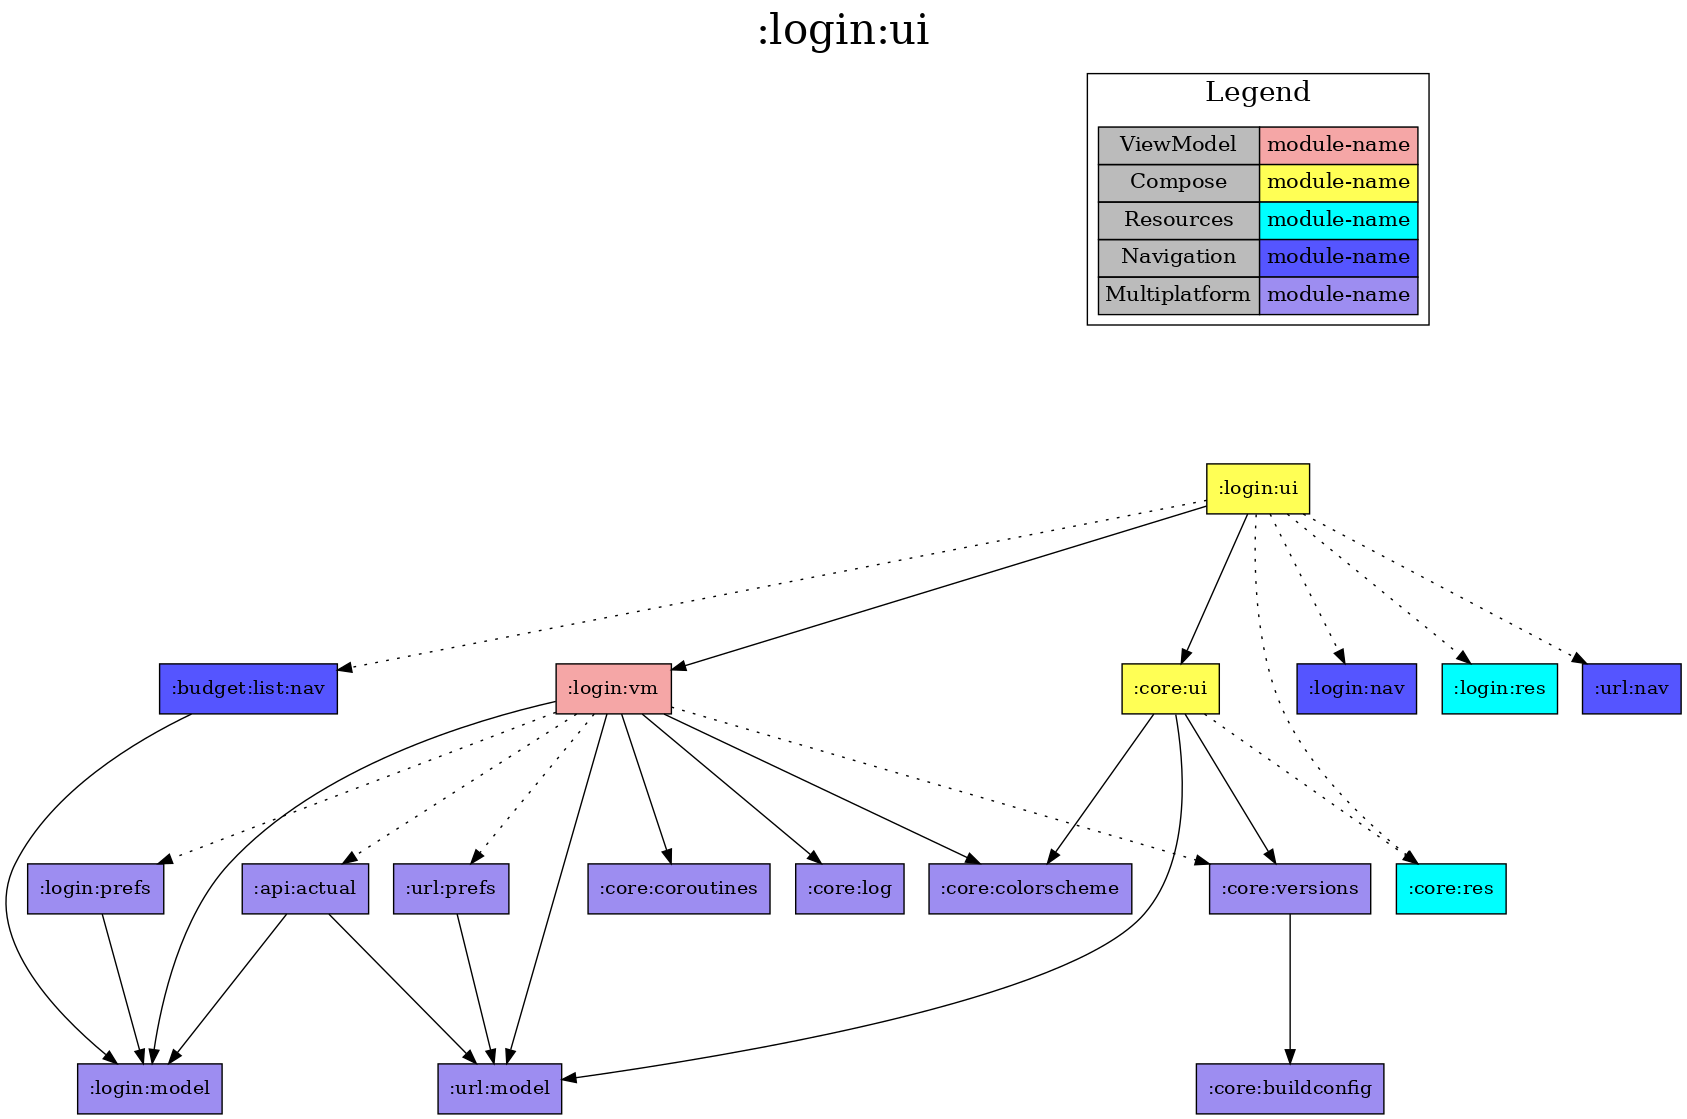 :login:ui
Legend
ViewModel module-name
Compose module-name
Resources module-name
Navigation module-name
Multiplatform module-name
:login:ui
:budget:list:nav
:login:vm
:core:ui
:login:nav
:login:res
:url:nav
:login:prefs
:api:actual
:url:prefs
:core:coroutines
:core:log
:core:colorscheme
:core:versions
:core:res
:login:model
:url:model
:core:buildconfig